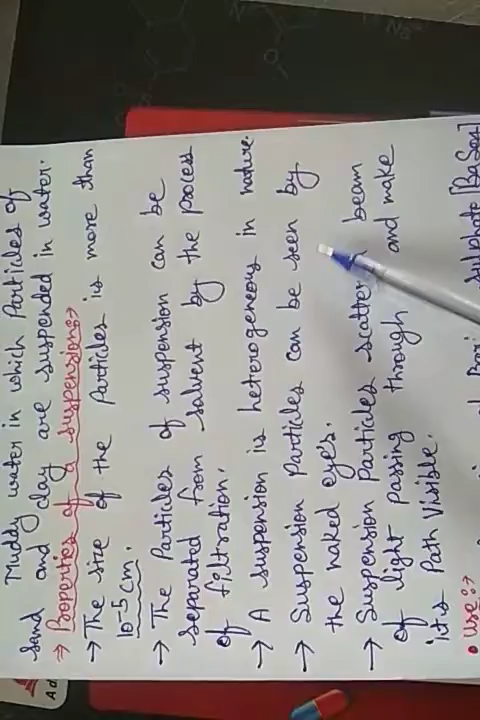 Muddy water in which Particles of
sand and clay are suspended in water.
⇒ Properties of a suspension:→
→ The size of the Particles is more than
10⁻⁵ cm.
→ The Particles of suspension can be
separated from solvent by the process
of filtration.
→ A suspension is heterogeneous in nature.
→ Suspension Particles can be seen by
the naked eyes.
→ Suspension Particles scatter beam
of light passing through and make
its Path Visible.
• Use:→
sulphate [BaSO4]
Ad